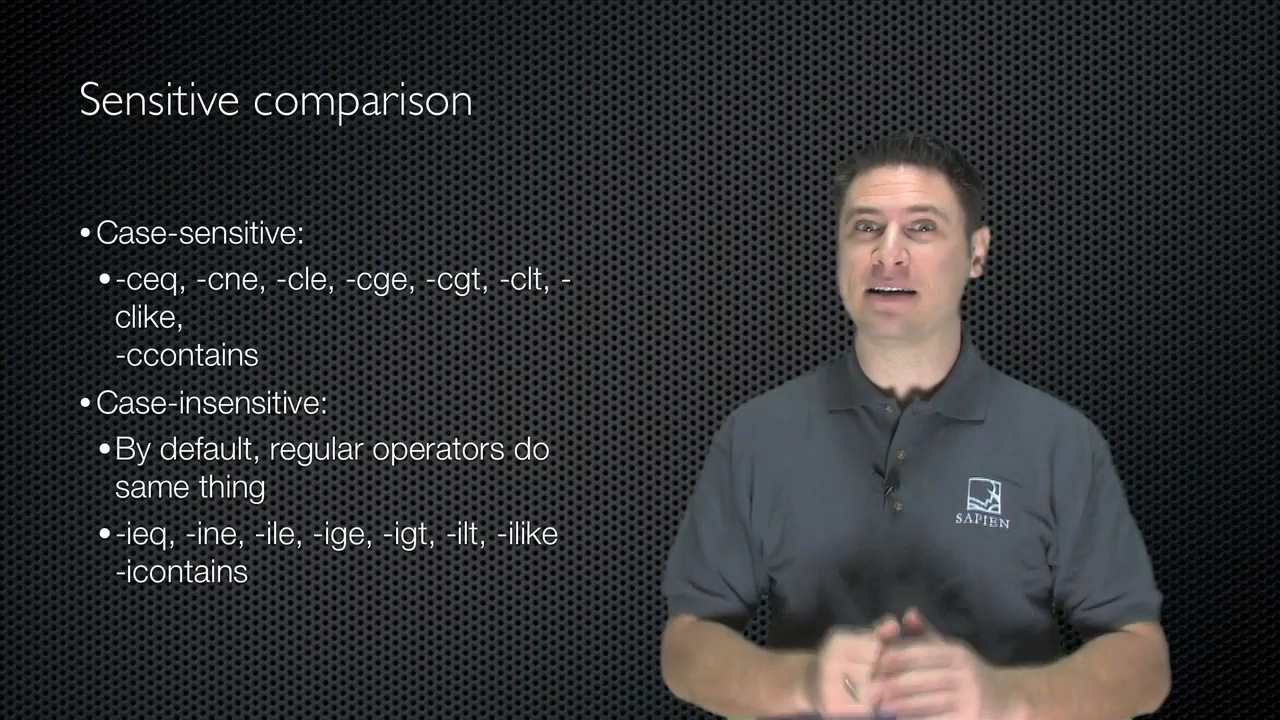 Sensitive comparison
•Case-sensitive:
•-ceq, -cne, -cle, -cge, -cgt, -clt, -
clike,
-ccontains
•Case-insensitive:
•By default, regular operators do
same thing
•-ieq, -ine, -ile, -ige, -igt, -ilt, -ilike
-icontains
SAPIEN